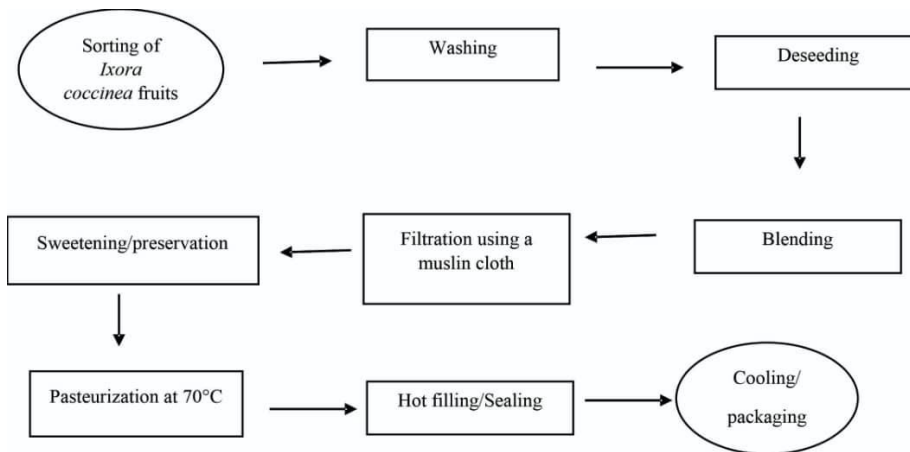 Sorting of
Ixora
coccinea fruits
Washing
Deseeding
Blending
Filtration using a
muslin cloth
Sweetening/preservation
Pasteurization at 70°C
Hot filling/Sealing
Cooling/
packaging